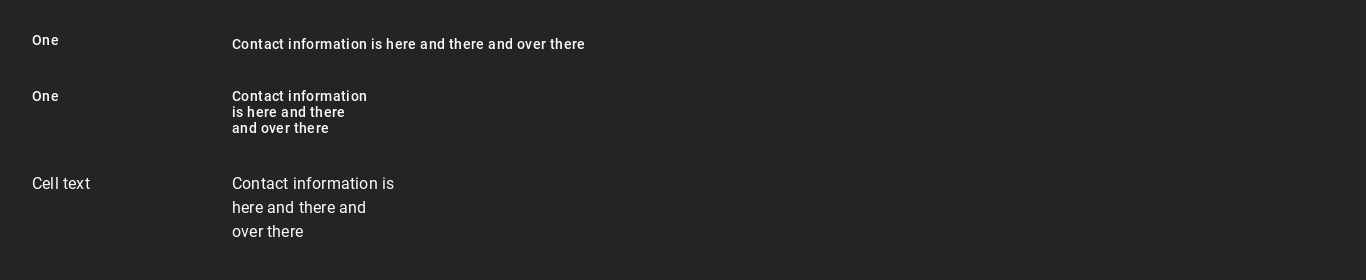 One
Contact information is here and there and over there
One
Contact information
is here and there
and over there
Cell text
Contact information is
here and there and
over there